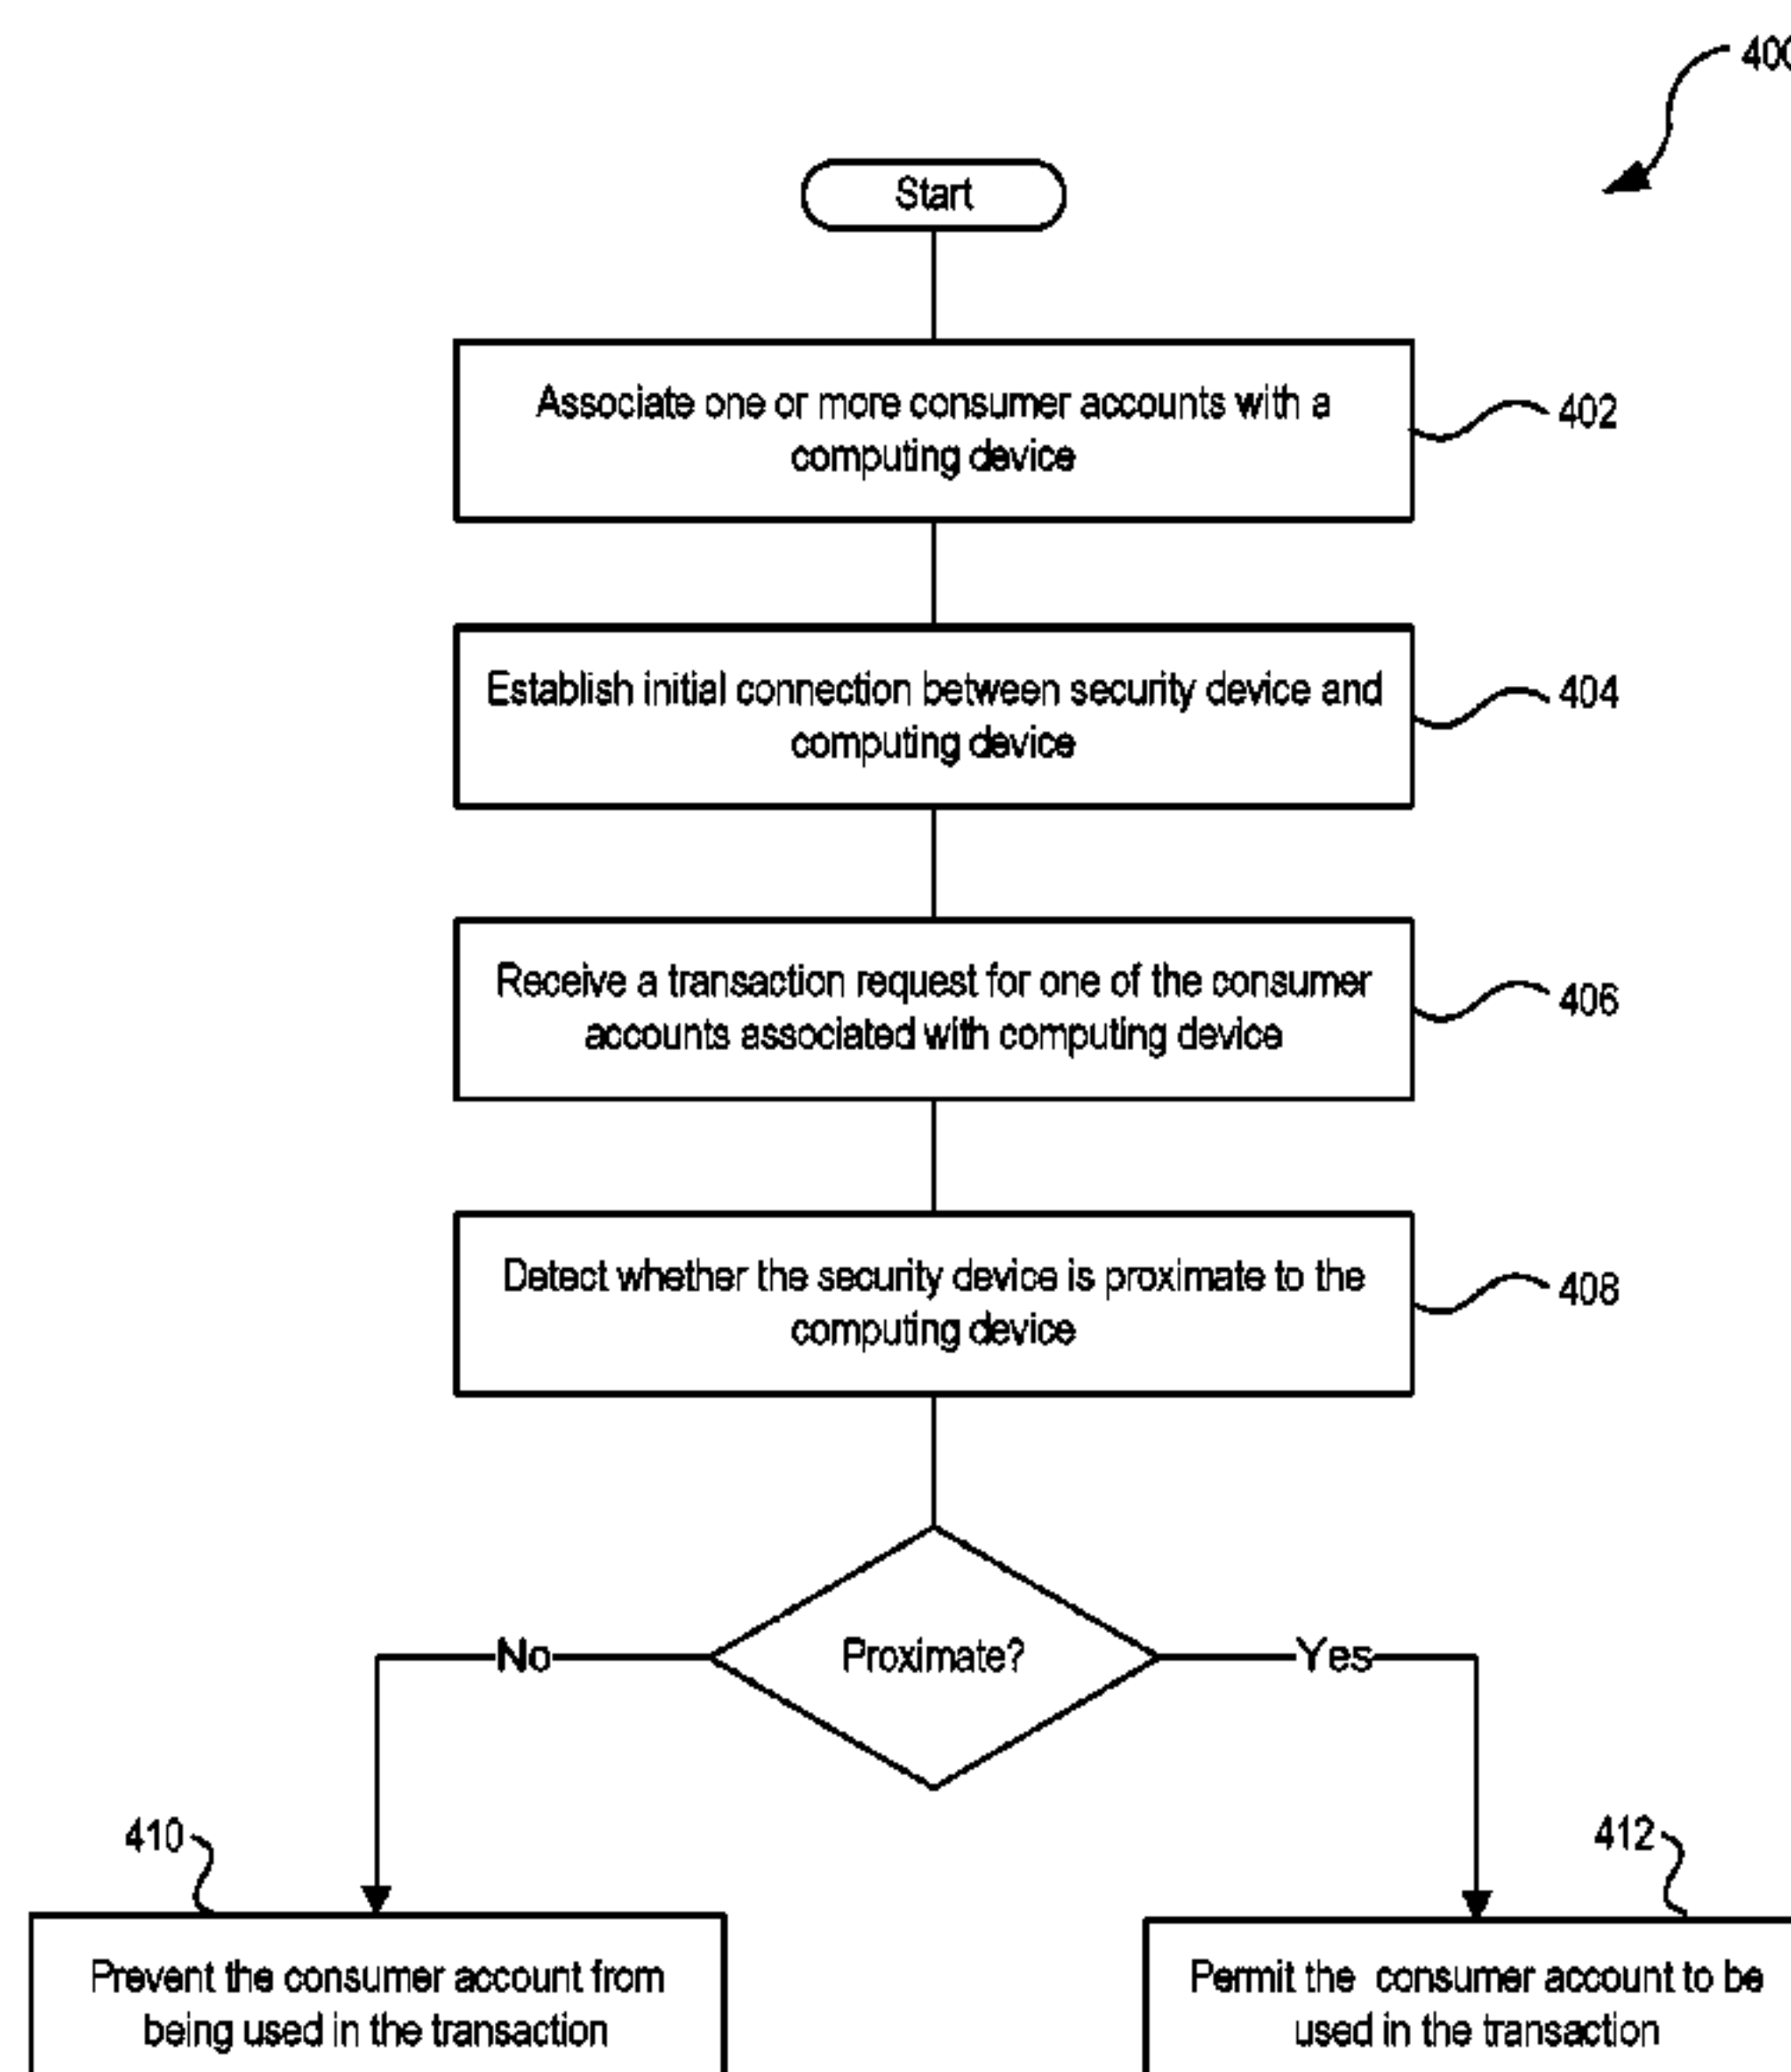 400
Start
Associate one or more consumer accounts with a
computing device
402
Establish initial connection between security device and
computing device
404
Receive a transaction request for one of the consumer
accounts associated with computing device
406
Detect whether the security device is proximate to the
computing device
408
No
Proximate?
Yes
410
412
Prevent the consumer account from
being used in the transaction
Permit the consumer account to be
used in the transaction